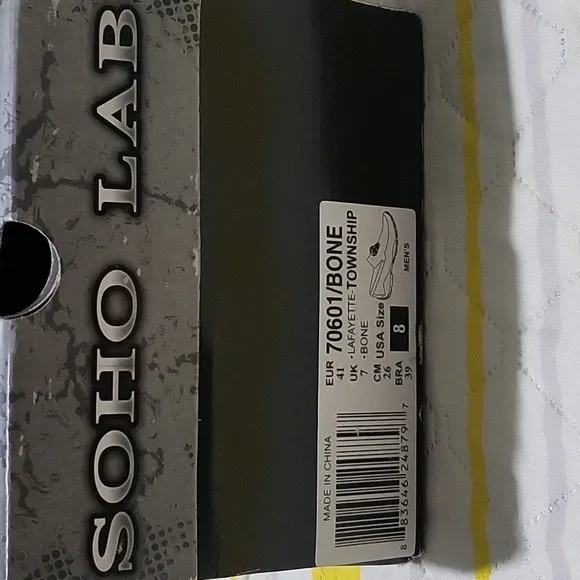 SOHO LAB
70601/BONE
• LAFAYETTE-TOWNSHIP
• BONE
EUR 41
UK 7
CM 26
BRA 39
USA Size
8
MEN'S
MADE IN CHINA
8 83646 24879 7